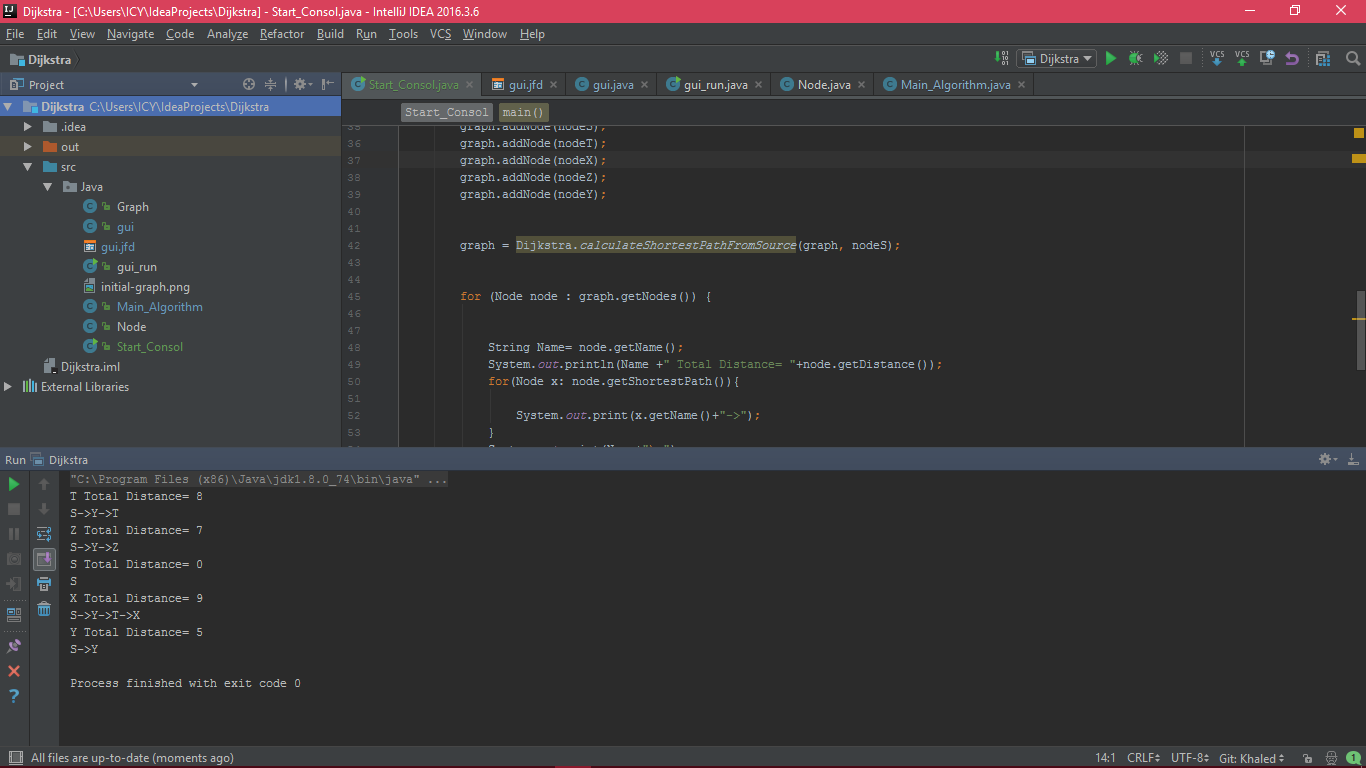 Dijkstra - [C:\Users\ICY\IdeaProjects\Dijkstra] - Start_Consol.java - IntelliJ IDEA 2016.3.6
File Edit View Navigate Code Analyze Refactor Build Run Tools VCS Window Help
Dijkstra
Dijkstra
VCS VCS
Project
Start_Consol.java gui.jfd gui.java gui_run.java Node.java Main_Algorithm.java
Dijkstra C:\Users\ICY\IdeaProjects\Dijkstra
.idea
out
src
Java
Graph
gui
gui.jfd
gui_run
initial-graph.png
Main_Algorithm
Node
Start_Consol
Dijkstra.iml
External Libraries
Start_Consol main()
35 graph.addNode(nodeS);
36 graph.addNode(nodeT);
37 graph.addNode(nodeX);
38 graph.addNode(nodeZ);
39 graph.addNode(nodeY);
40
41
42 graph = Dijkstra.calculateShortestPathFromSource(graph, nodeS);
43
44
45 for (Node node : graph.getNodes()) {
46
47
48 String Name= node.getName();
49 System.out.println(Name +" Total Distance= "+node.getDistance());
50 for(Node x: node.getShortestPath()){
51
52 System.out.print(x.getName()+"->");
53 }
Run Dijkstra
"C:\Program Files (x86)\Java\jdk1.8.0_74\bin\java" ...
T Total Distance= 8
S->Y->T
Z Total Distance= 7
S->Y->Z
S Total Distance= 0
S
X Total Distance= 9
S->Y->T->X
Y Total Distance= 5
S->Y
Process finished with exit code 0
All files are up-to-date (moments ago)
14:1 CRLF UTF-8 Git: Khaled 1